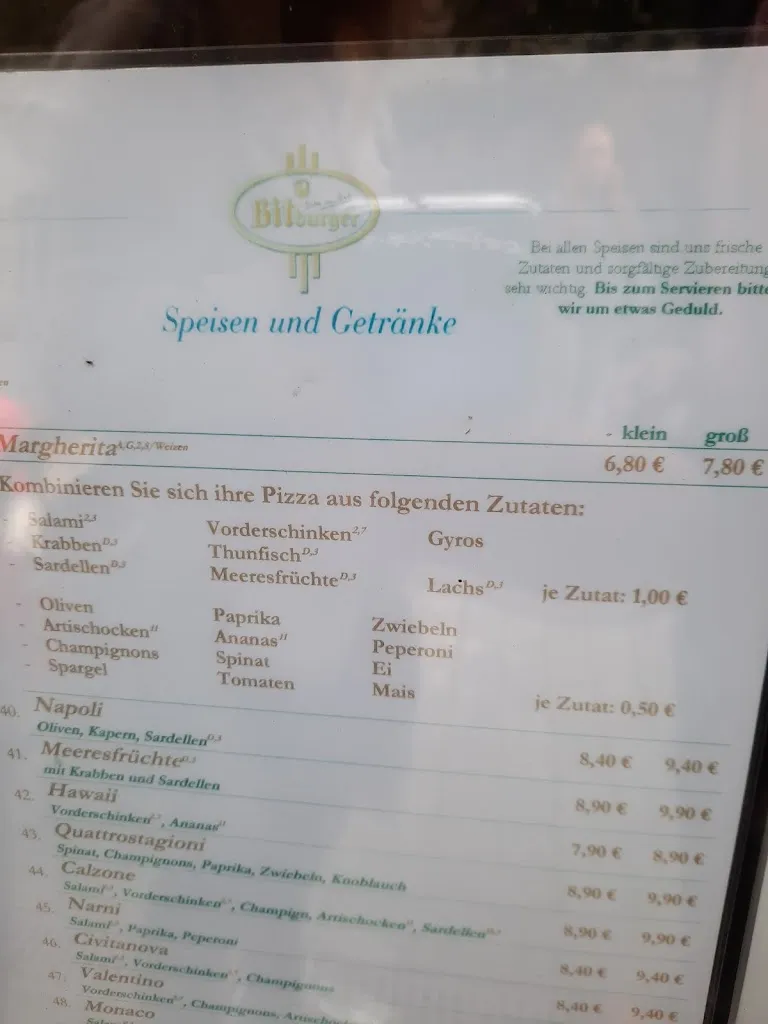 Bitburger
Bei allen Speisen sind uns frische
Zutaten und sorgfältige Zubereitung
sehr wichtig. Bis zum Servieren bitte
wir um etwas Geduld.
Speisen und Getränke
- klein groß
Margherita A,G,2,8/Weizen 6,80 € 7,80 €
Kombinieren Sie sich ihre Pizza aus folgenden Zutaten:
- Salami Vorderschinken Gyros
- Krabben Thunfisch
- Sardellen Meeresfrüchte Lachs je Zutat: 1,00 €
- Oliven Paprika Zwiebeln
- Artischocken Ananas Peperoni
- Champignons Spinat Ei
- Spargel Tomaten Mais je Zutat: 0,50 €
40. Napoli 8,40 € 9,40 €
Oliven, Kapern, Sardellen
41. Meeresfrüchte 8,90 € 9,90 €
mit Krabben und Sardellen
42. Hawaii 7,90 € 8,90 €
Vorderschinken, Ananas
43. Quattrostagioni 8,90 € 9,90 €
Spinat, Champignons, Paprika, Zwiebeln, Knoblauch
44. Calzone 8,90 € 9,90 €
Salami, Vorderschinken, Champign, Artischocken, Sardellen
45. Narni 8,40 € 9,40 €
Salami, Paprika, Peperoni
46. Civitanova 8,40 € 9,40 €
Salami, Vorderschinken, Champignons
47. Valentino
Vorderschinken, Champignons,
48. Monaco